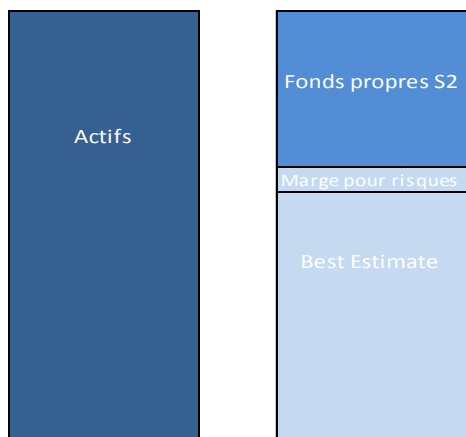 Actifs
Fonds propres S2
Marge pour risques
Best Estimate